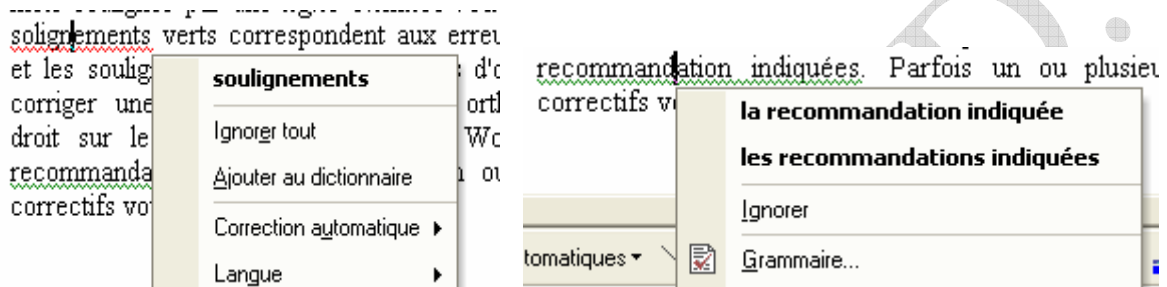 solignements verts correspondent aux erreu
et les soulig
corriger une
droit sur le
recommanda
correctifs vo
soulignements
Ignorer tout
Ajouter au dictionnaire
Correction automatique
Langue
d'o
orth
Wo
ou
recommandation indiquées. Parfois un ou plusieu
correctifs v
la recommandation indiquée
les recommandations indiquées
Ignorer
Grammaire...
tomatiques